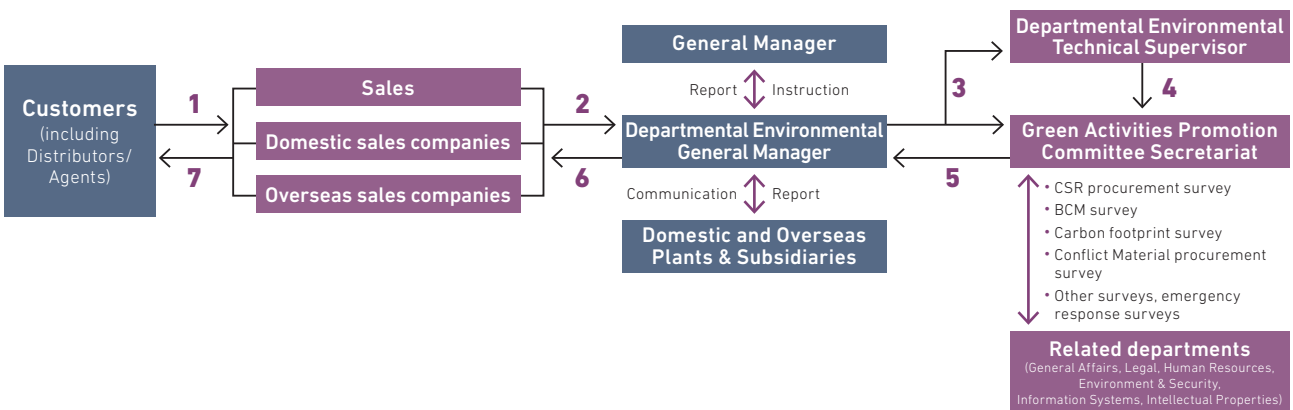 Customers
(including
Distributors/
Agents)
1
7
Sales
Domestic sales companies
Overseas sales companies
2
6
General Manager
Report
Instruction
Departmental Environmental
General Manager
Communication
Report
Domestic and Overseas
Plants & Subsidiaries
3
5
Departmental Environmental
Technical Supervisor
4
Green Activities Promotion
Committee Secretariat
• CSR procurement survey
• BCM survey
• Carbon footprint survey
• Conflict Material procurement
survey
• Other surveys, emergency
response surveys
Related departments
(General Affairs, Legal, Human Resources,
Environment & Security,
Information Systems, Intellectual Properties)